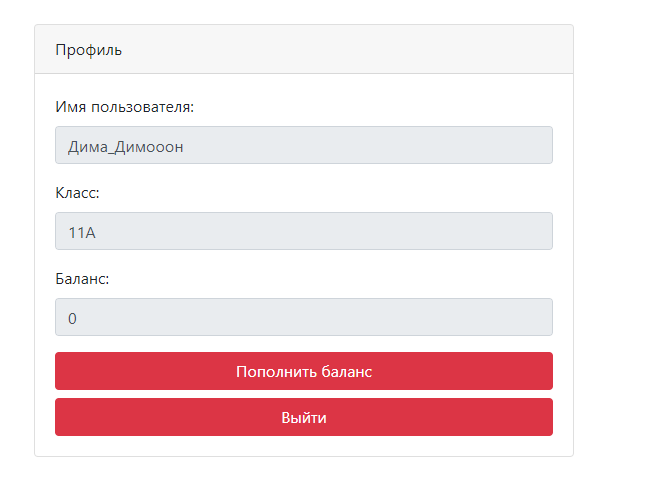 Профиль
Имя пользователя:
Дима_Димооон
Класс:
11А
Баланс:
0
Пополнить баланс
Выйти